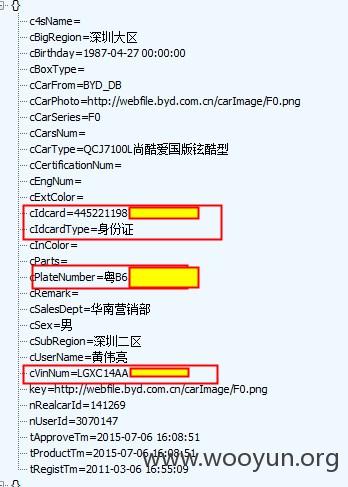 {}
c4sName=
cBigRegion=深圳大区
cBirthday=1987-04-27 00:00:00
cBoxType=
cCarFrom=BYD_DB
cCarPhoto=http://webfile.byd.com.cn/carImage/F0.png
cCarSeries=F0
cCarsNum=
cCarType=QCJ7100L尚酷爱国版铉酷型
cCertificationNum=
cEngNum=
cExtColor=
cIdcard=445221198
cIdcardType=身份证
cInColor=
cParts=
cPlateNumber=粤B6
cRemark=
cSalesDept=华南营销部
cSex=男
cSubRegion=深圳二区
cUserName=黄伟亮
cVinNum=LGXC14AA
key=http://webfile.byd.com.cn/carImage/F0.png
nRealcarId=141269
nUserId=3070147
tApproveTm=2015-07-06 16:08:51
tProductTm=2015-07-06 16:08:51
tRegistTm=2011-03-06 16:55:09
www.wooyun.org
{}